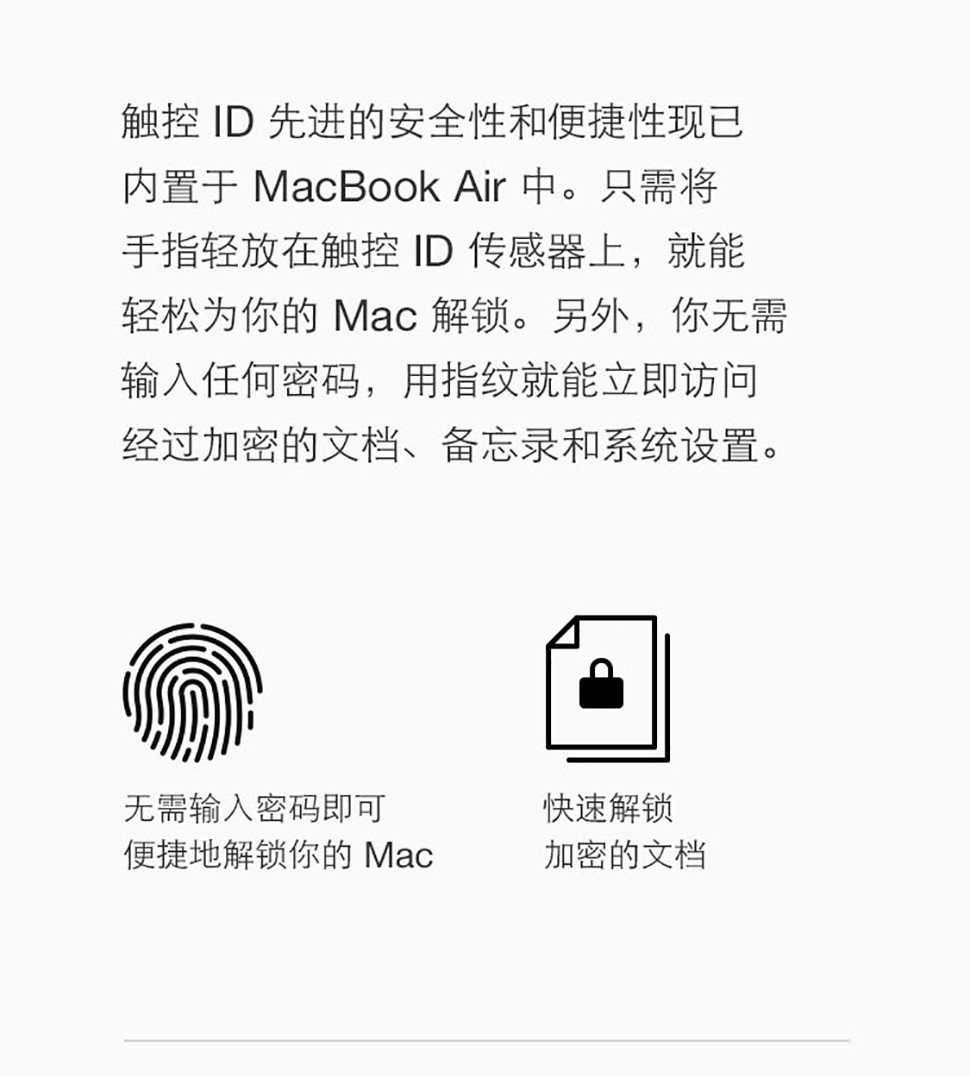 触控 ID 先进的安全性和便捷性现已
内置于 MacBook Air 中。只需将
手指轻放在触控 ID 传感器上，就能
轻松为你的 Mac 解锁。另外，你无需
输入任何密码，用指纹就能立即访问
经过加密的文档、备忘录和系统设置。
无需输入密码即可
便捷地解锁你的 Mac
快速解锁
加密的文档